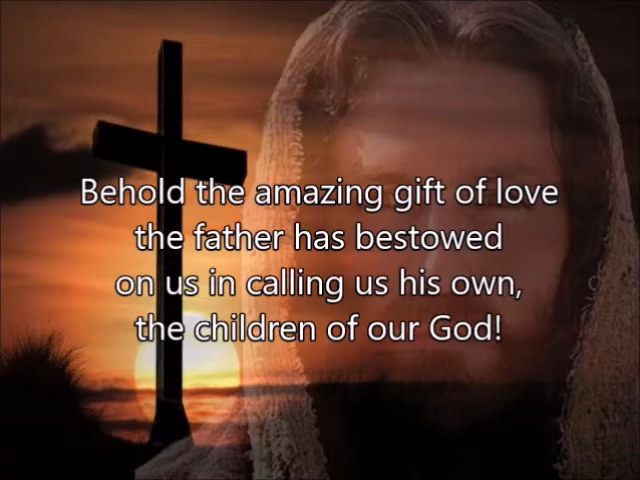 Behold the amazing gift of love
the father has bestowed
on us in calling us his own,
the children of our God!